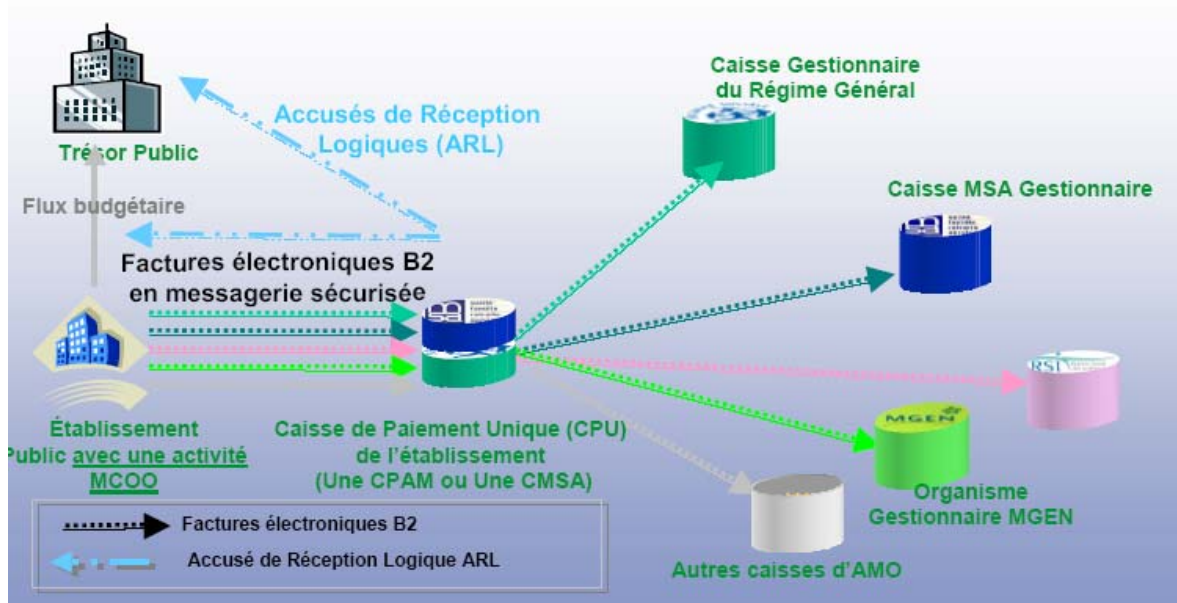 Trésor Public
Accusés de Réception
Logiques (ARL)
Caisse Gestionnaire
du Régime Général
Caisse MSA Gestionnaire
Flux budgétaire
Factures électroniques B2
en messagerie sécurisée
RSI
MGEN
Établissement
Public avec une activité
MCOO
Caisse de Paiement Unique (CPU)
de l'établissement
(Une CPAM ou Une CMSA)
Organisme
Gestionnaire MGEN
Autres caisses d'AMO
Factures électroniques B2
Accusé de Réception Logique ARL